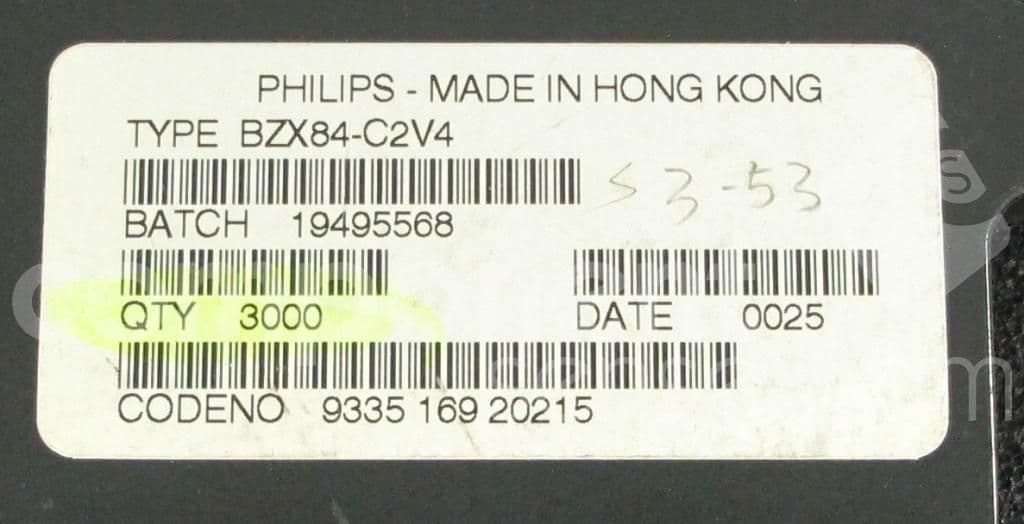 PHILIPS - MADE IN HONG KONG
TYPE BZX84-C2V4
S3-53
BATCH 19495568
QTY 3000 DATE 0025
CODENO 9335 169 20215